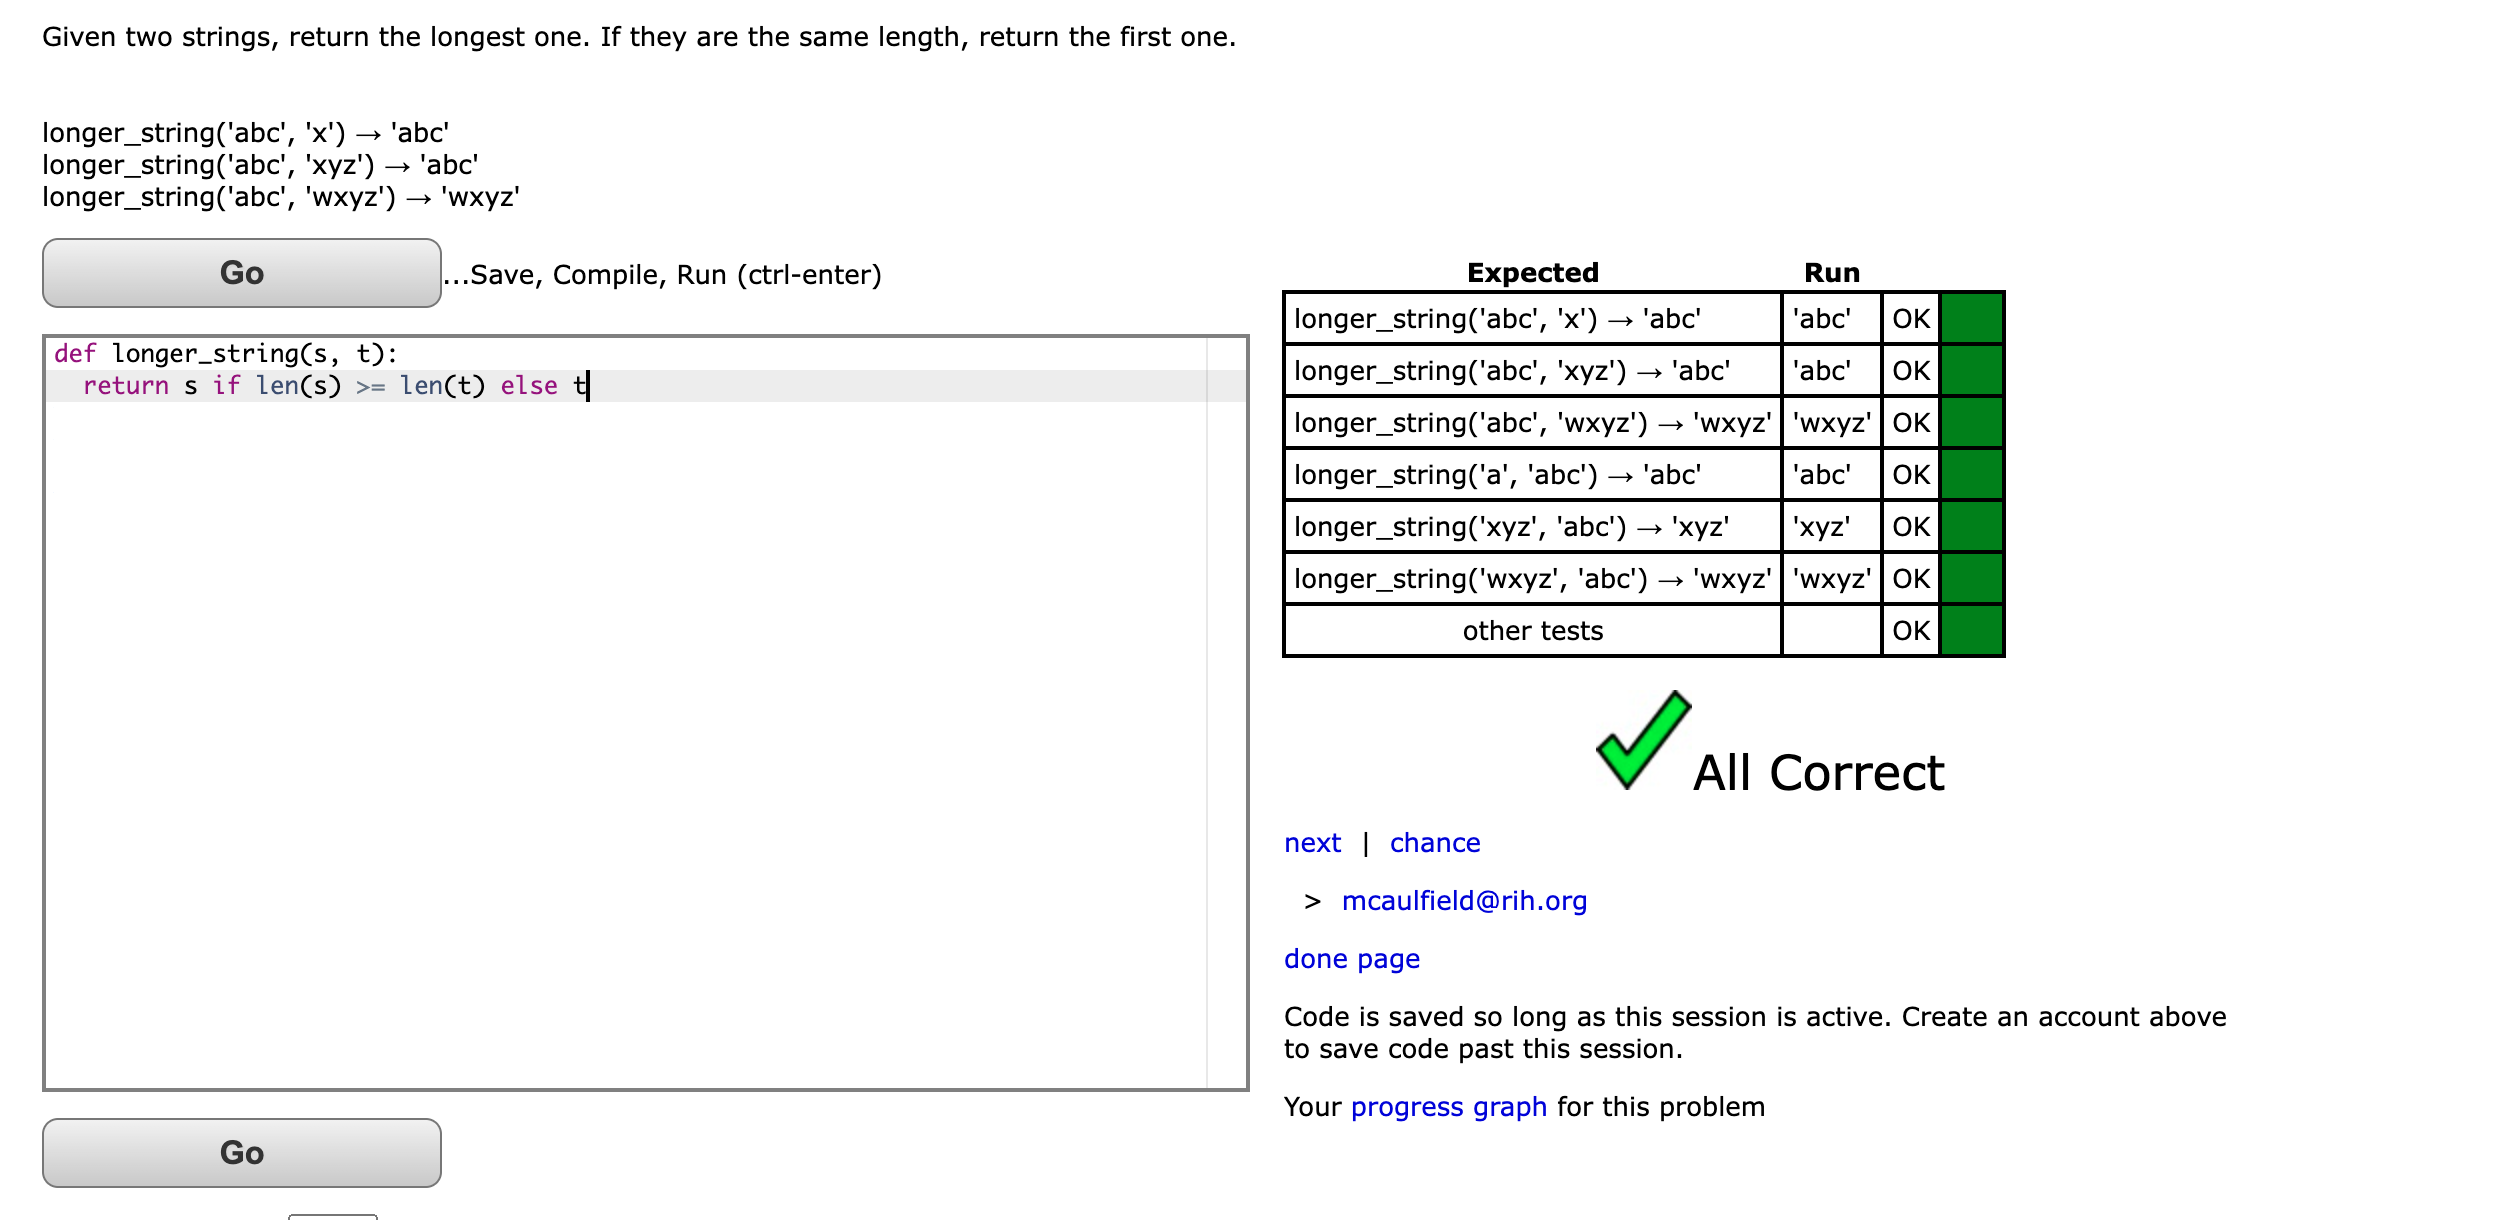 Given two strings, return the longest one. If they are the same length, return the first one.
longer_string('abc', 'x') → 'abc'
longer_string('abc', 'xyz') → 'abc'
longer_string('abc', 'wxyz') → 'wxyz'
Go
...Save, Compile, Run (ctrl-enter)
def longer_string(s, t):
  return s if len(s) >= len(t) else t
Go
Expected Run
longer_string('abc', 'x') → 'abc' 'abc' OK
longer_string('abc', 'xyz') → 'abc' 'abc' OK
longer_string('abc', 'wxyz') → 'wxyz' 'wxyz' OK
longer_string('a', 'abc') → 'abc' 'abc' OK
longer_string('xyz', 'abc') → 'xyz' 'xyz' OK
longer_string('wxyz', 'abc') → 'wxyz' 'wxyz' OK
other tests OK
All Correct
next | chance
> mcaulfield@rih.org
done page
Code is saved so long as this session is active. Create an account above
to save code past this session.
Your progress graph for this problem